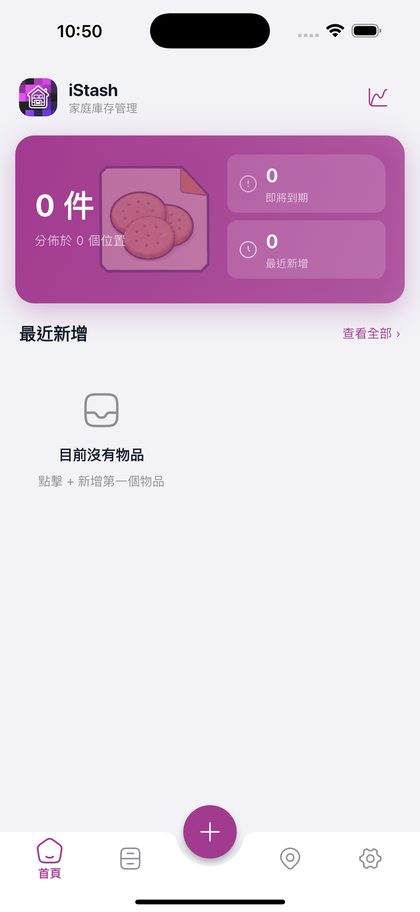 10:50
iStash
家庭庫存管理
0 件
分佈於 0 個位置
0
即將到期
0
最近新增
最近新增
查看全部 ›
目前沒有物品
點擊 + 新增第一個物品
首頁